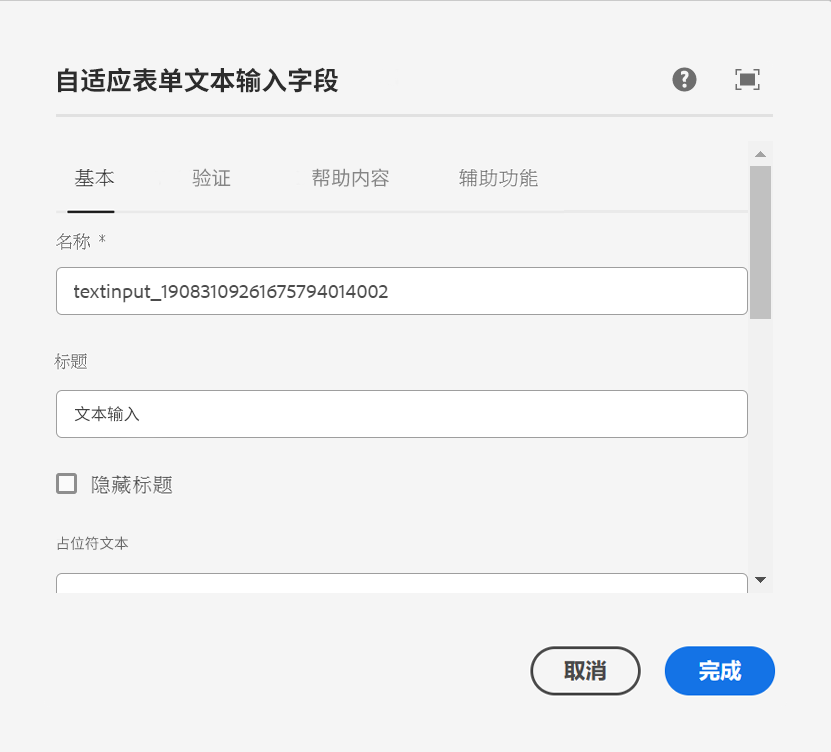 自适应表单文本输入字段
基本 验证 帮助内容 辅助功能
名称 *
textinput_19083109261675794014002
标题
文本输入
隐藏标题
占位符文本
取消 完成